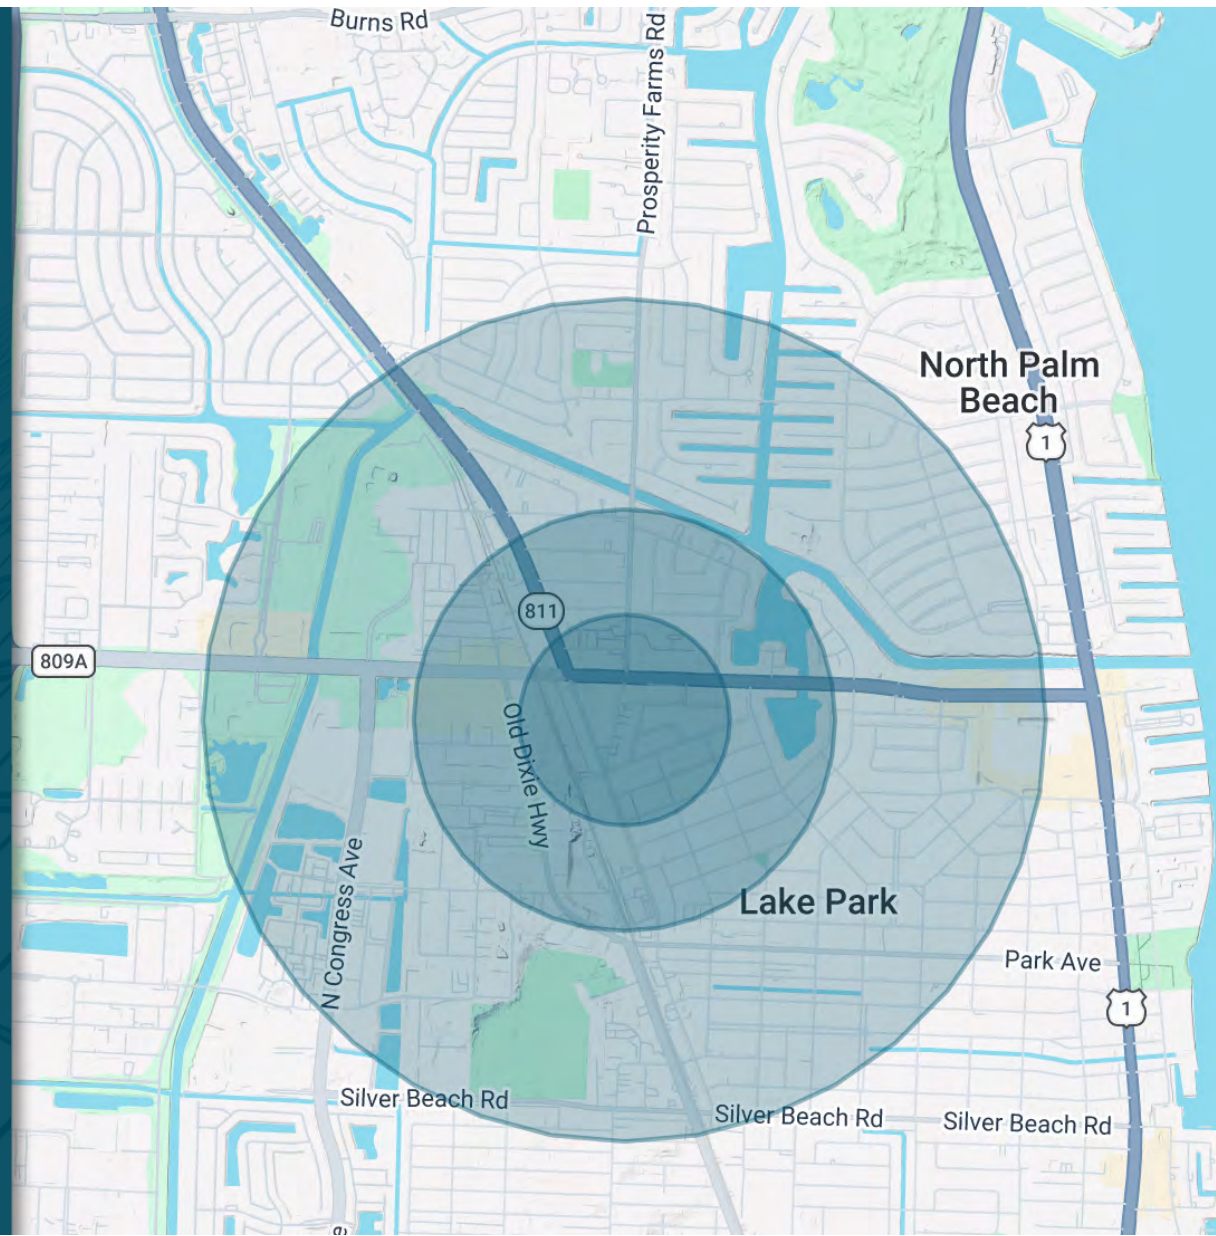 Burns Rd
Prosperity Farms Rd
North Palm
Beach
1
811
809A
Old Dixie Hwy
N Congress Ave
Lake Park
Park Ave
1
Silver Beach Rd
Silver Beach Rd
Silver Beach Rd